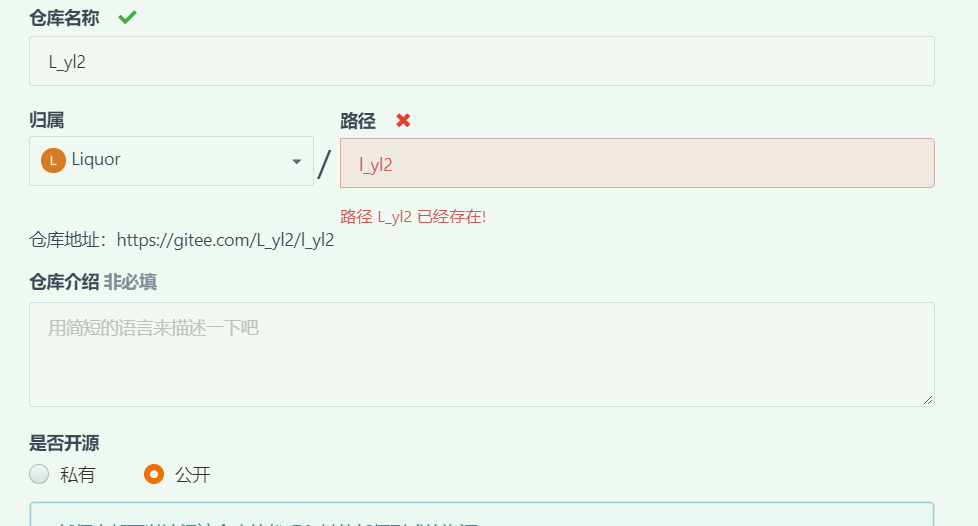 仓库名称
L_yl2
归属
路径
L Liquor
/
l_yl2
路径 L_yl2 已经存在!
仓库地址：https://gitee.com/L_yl2/l_yl2
仓库介绍 非必填
用简短的语言来描述一下吧
是否开源
私有
公开